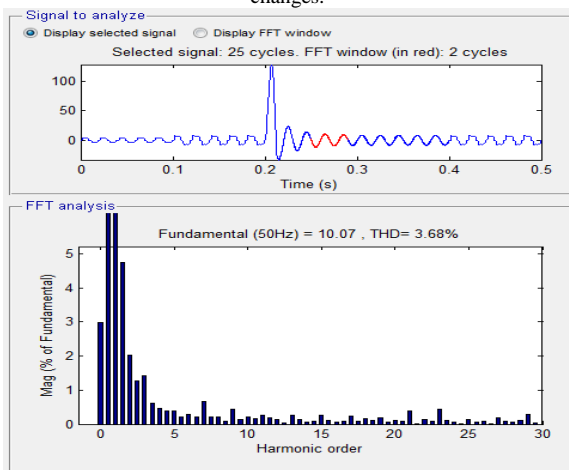 changes.
Signal to analyze
Display selected signal Display FFT window
Selected signal: 25 cycles. FFT window (in red): 2 cycles
100
50
0
0 0.1 0.2 0.3 0.4 0.5
Time (s)
FFT analysis
Fundamental (50Hz) = 10.07 , THD= 3.68%
Mag (% of Fundamental)
5
4
3
2
1
0
0 5 10 15 20 25 30
Harmonic order